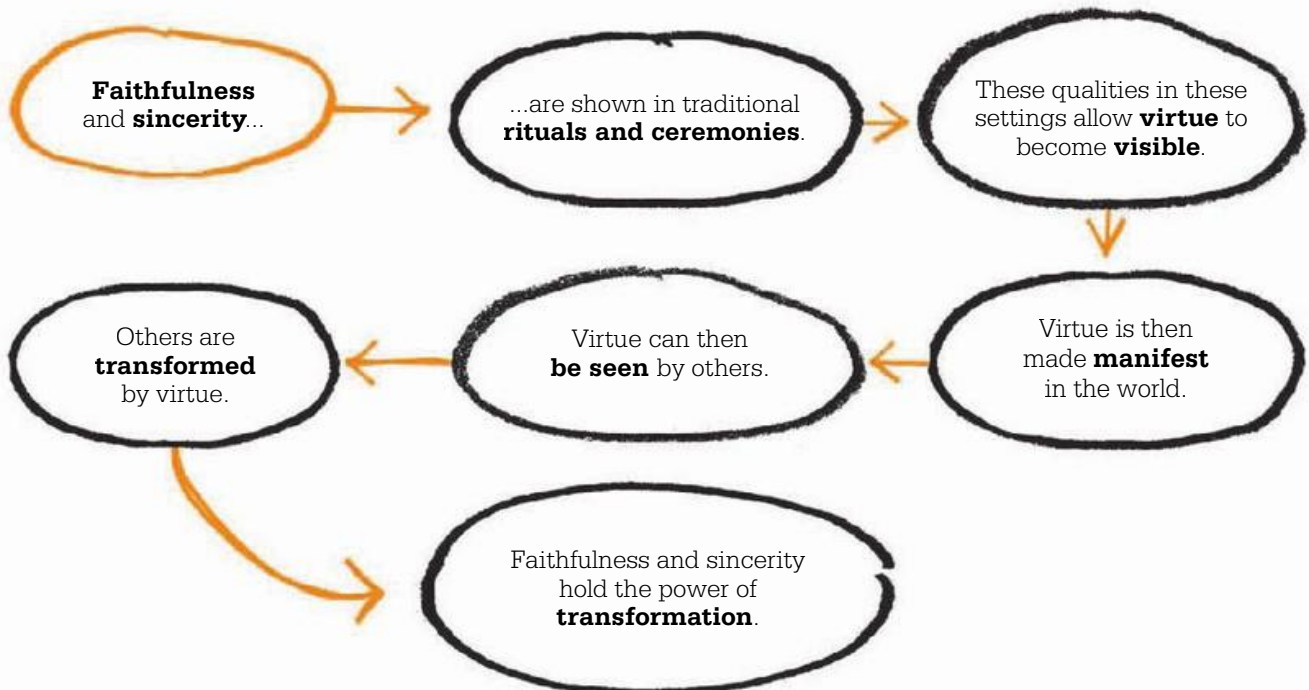 Faithfulness
and sincerity...
...are shown in traditional
rituals and ceremonies.
These qualities in these
settings allow virtue to
become visible.
Virtue is then
made manifest
in the world.
Virtue can then
be seen by others.
Others are
transformed
by virtue.
Faithfulness and sincerity
hold the power of
transformation.